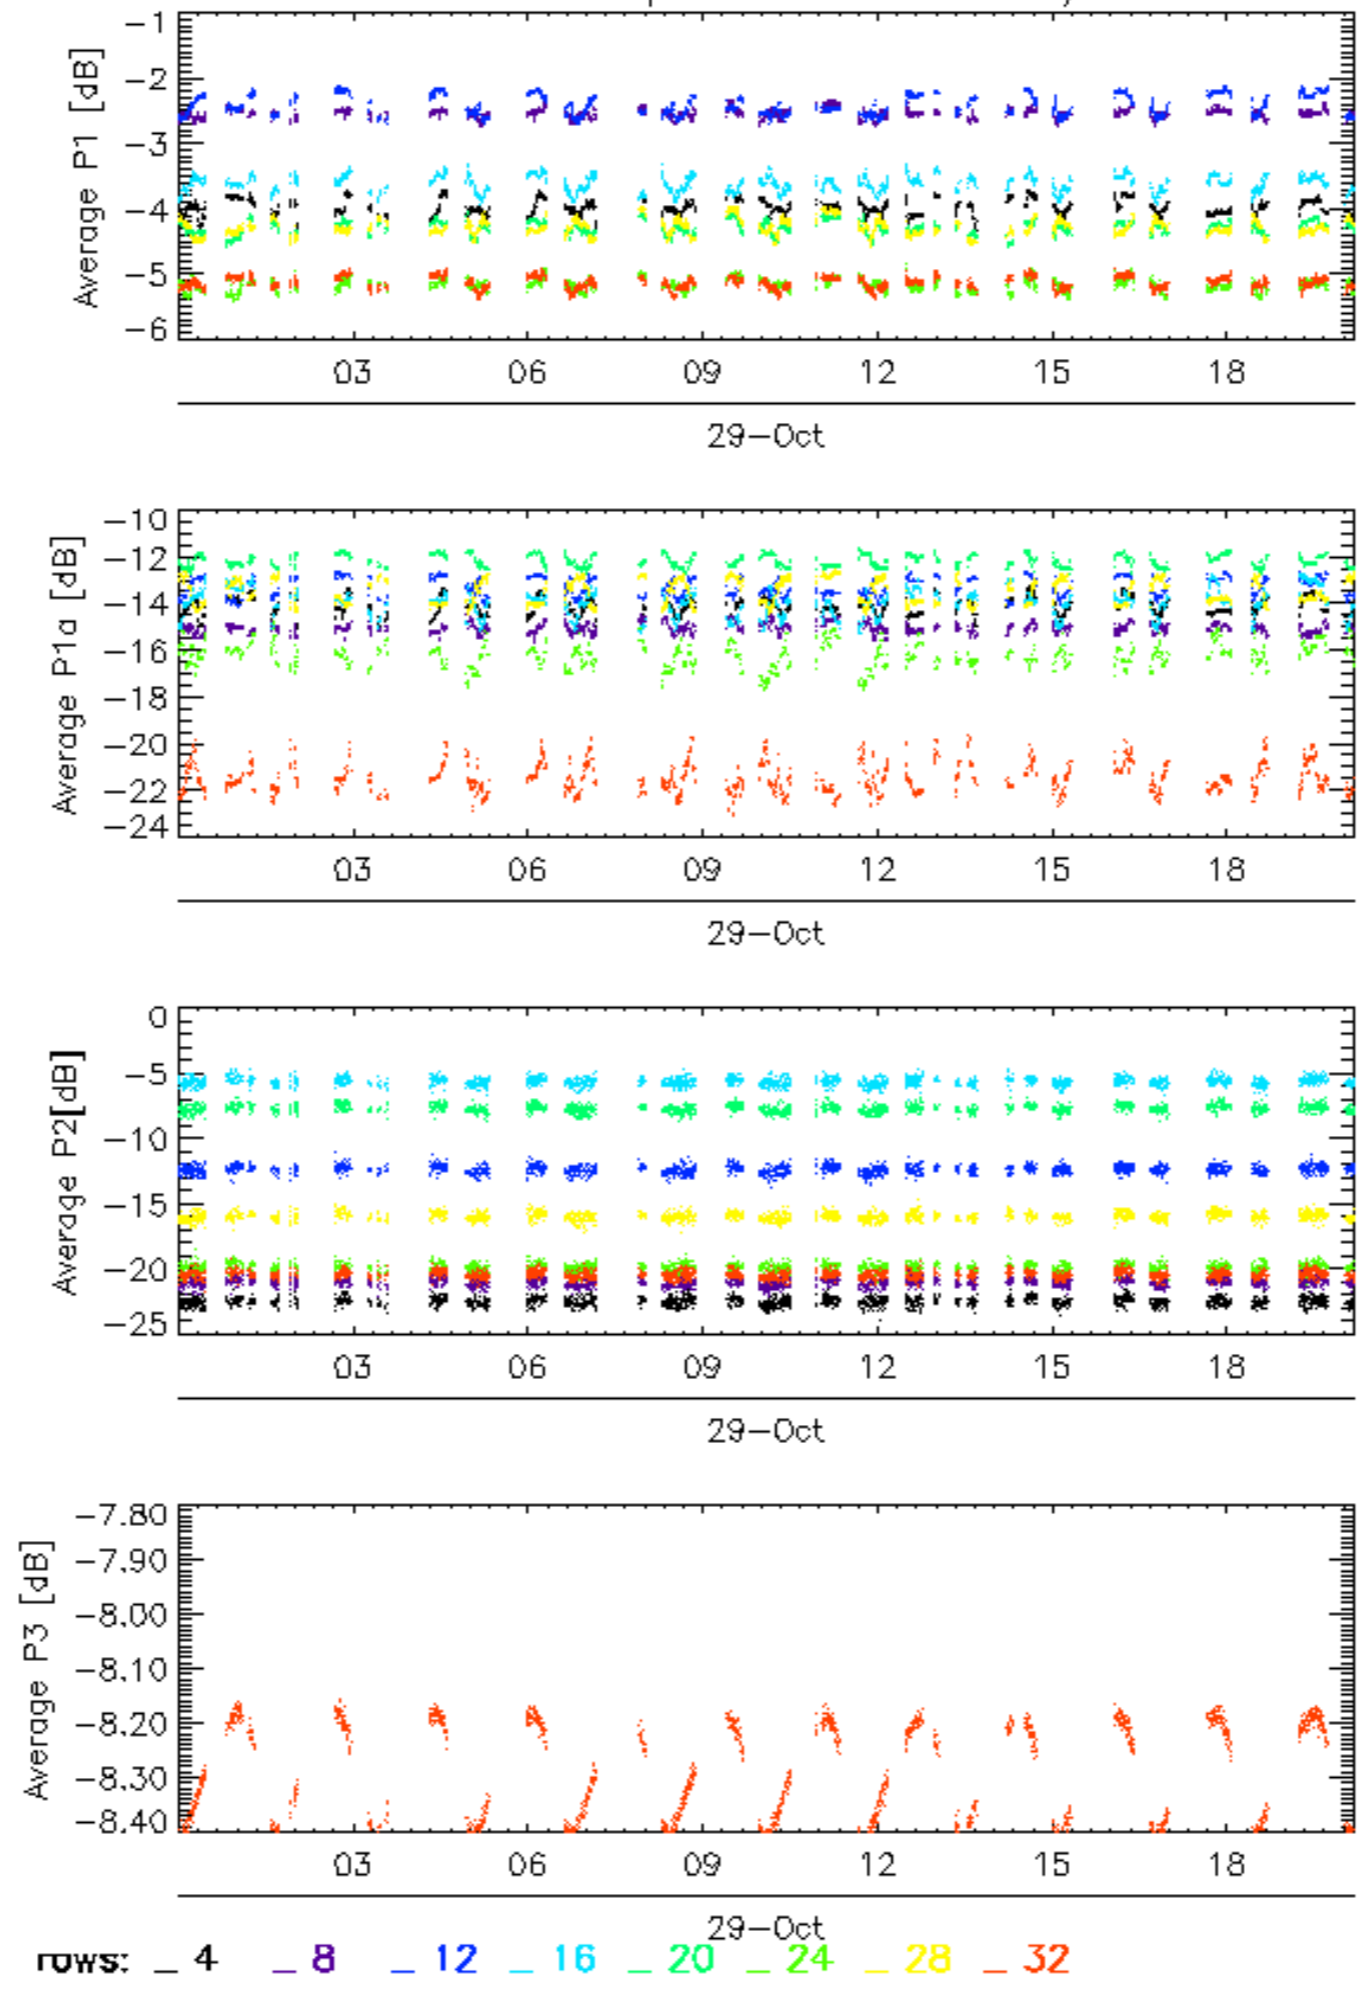 -1
-2
-3
-4
-5
-6
Average P1 [dB]
03 06 09 12 15 18
29-Oct
-10
-12
-14
-16
-18
-20
-22
-24
Average P1a [dB]
03 06 09 12 15 18
29-Oct
0
-5
-10
-15
-20
-25
Average P2[dB]
03 06 09 12 15 18
29-Oct
-7.80
-7.90
-8.00
-8.10
-8.20
-8.30
-8.40
Average P3 [dB]
03 06 09 12 15 18
29-Oct
rows: _ 4 _ 8 _ 12 _ 16 _ 20 _ 24 _ 28 _ 32